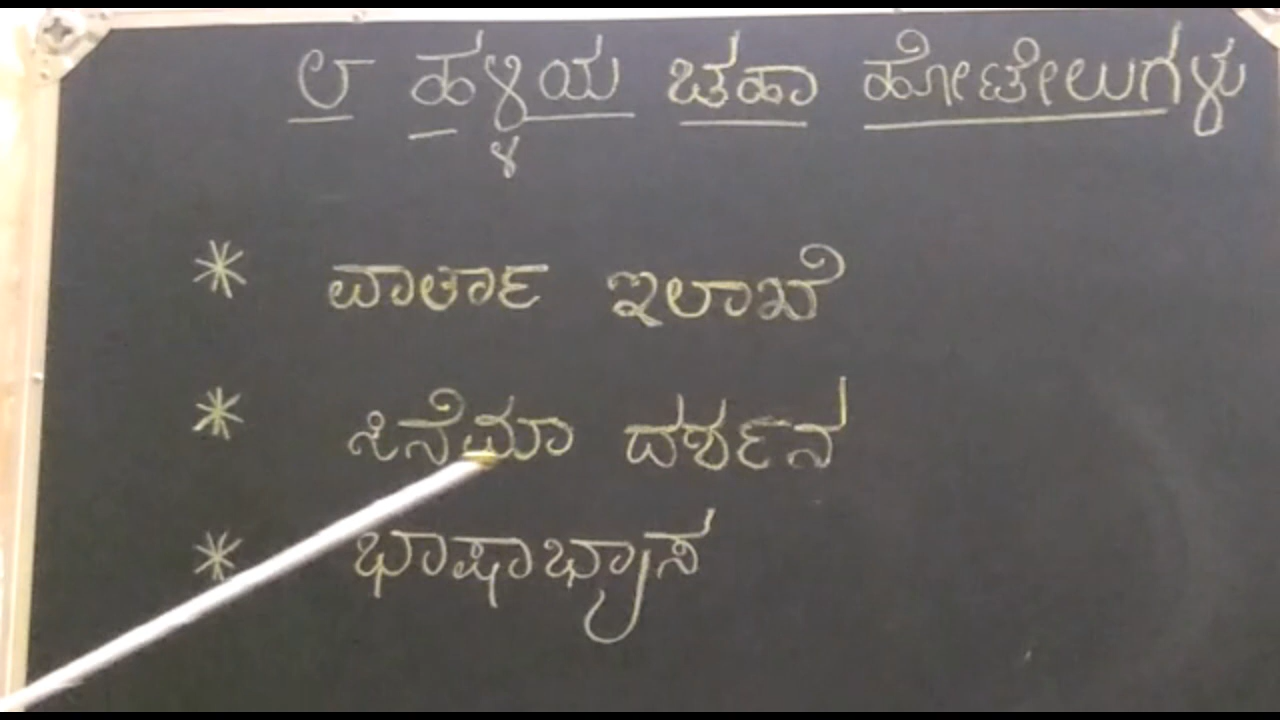 ಆ ಹಳ್ಳಿಯ ಚಹಾ ಹೋಟೇಲುಗಳು
* ವಾರ್ತಾ ಇಲಾಖೆ
* ಸಿನೆಮಾ ದರ್ಶನ
* ಭಾಷಾಭ್ಯಾಸ